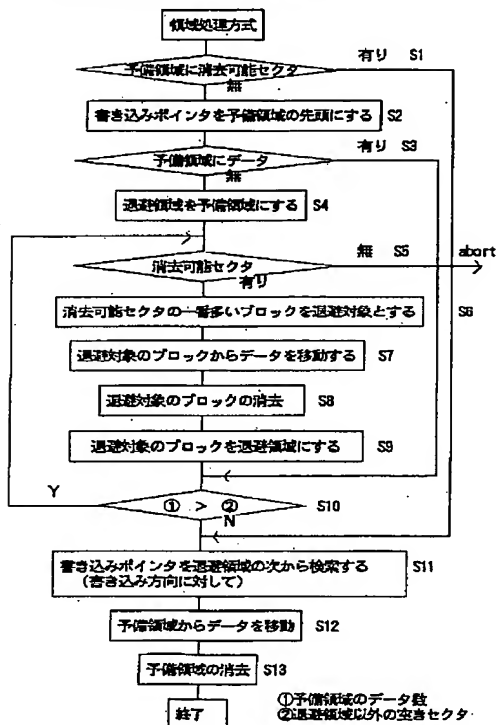 領域処理方式
予備領域に消去可能セクタ 有り S1
無
書き込みポインタを予備領域の先頭にする S2
予備領域にデータ 有り S3
無
退避領域を予備領域にする S4
消去可能セクタ 無 S5 abort
有り
消去可能セクタの一番多いブロックを退避対象とする S6
退避対象のブロックからデータを移動する S7
退避対象のブロックの消去 S8
退避対象のブロックを退避領域にする S9
Y ① > ② S10
N
書き込みポインタを退避領域の次から検索する S11
(書き込み方向に対して)
予備領域からデータを移動 S12
予備領域の消去 S13
終了
①予備領域のデータ数
②退避領域以外の空きセクタ